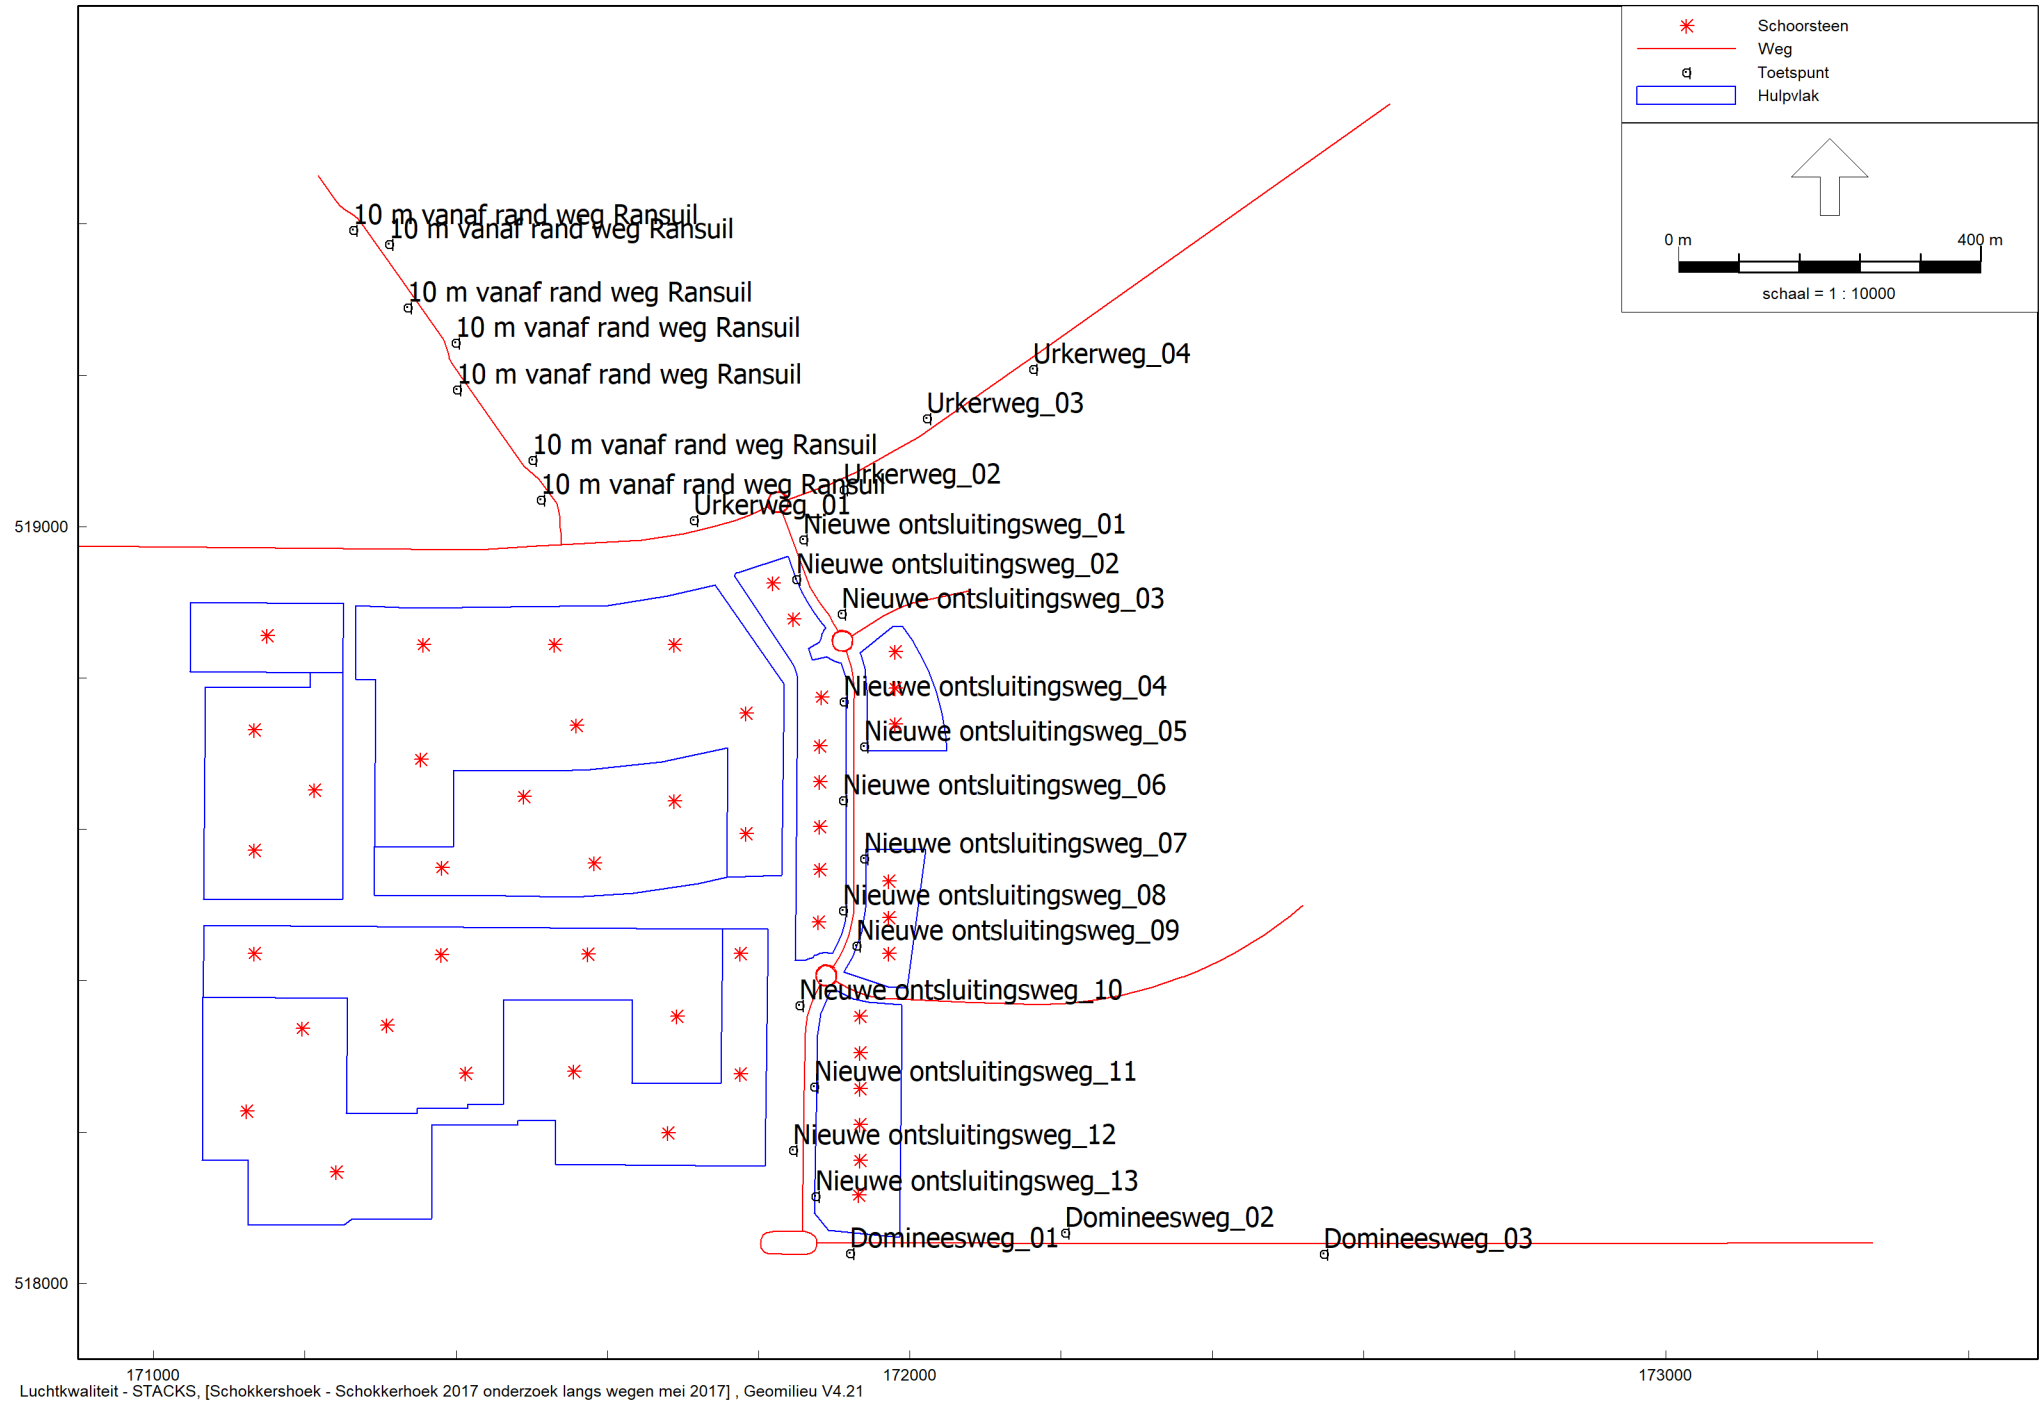 Schoorsteen
Weg
Toetspunt
Hulpvlak
0 m
400 m
schaal = 1 : 10000
10 m vanaf rand weg Ransuil
10 m vanaf rand weg Ransuil
10 m vanaf rand weg Ransuil
10 m vanaf rand weg Ransuil
10 m vanaf rand weg Ransuil
10 m vanaf rand weg Ransuil
10 m vanaf rand weg Ransuil
Urkerweg_04
Urkerweg_03
Urkerweg_02
Urkerweg_01
Nieuwe ontsluitingsweg_01
Nieuwe ontsluitingsweg_02
Nieuwe ontsluitingsweg_03
Nieuwe ontsluitingsweg_04
Nieuwe ontsluitingsweg_05
Nieuwe ontsluitingsweg_06
Nieuwe ontsluitingsweg_07
Nieuwe ontsluitingsweg_08
Nieuwe ontsluitingsweg_09
Nieuwe ontsluitingsweg_10
Nieuwe ontsluitingsweg_11
Nieuwe ontsluitingsweg_12
Nieuwe ontsluitingsweg_13
Domineesweg_01
Domineesweg_02
Domineesweg_03
519000
518000
171000
172000
173000
Luchtkwaliteit - STACKS, [Schokkershoek - Schokkerhoek 2017 onderzoek langs wegen mei 2017] , Geomilieu V4.21